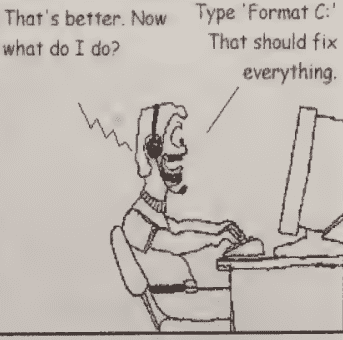 That's better. Now
what do I do?
Type 'Format C:'
That should fix
everything.